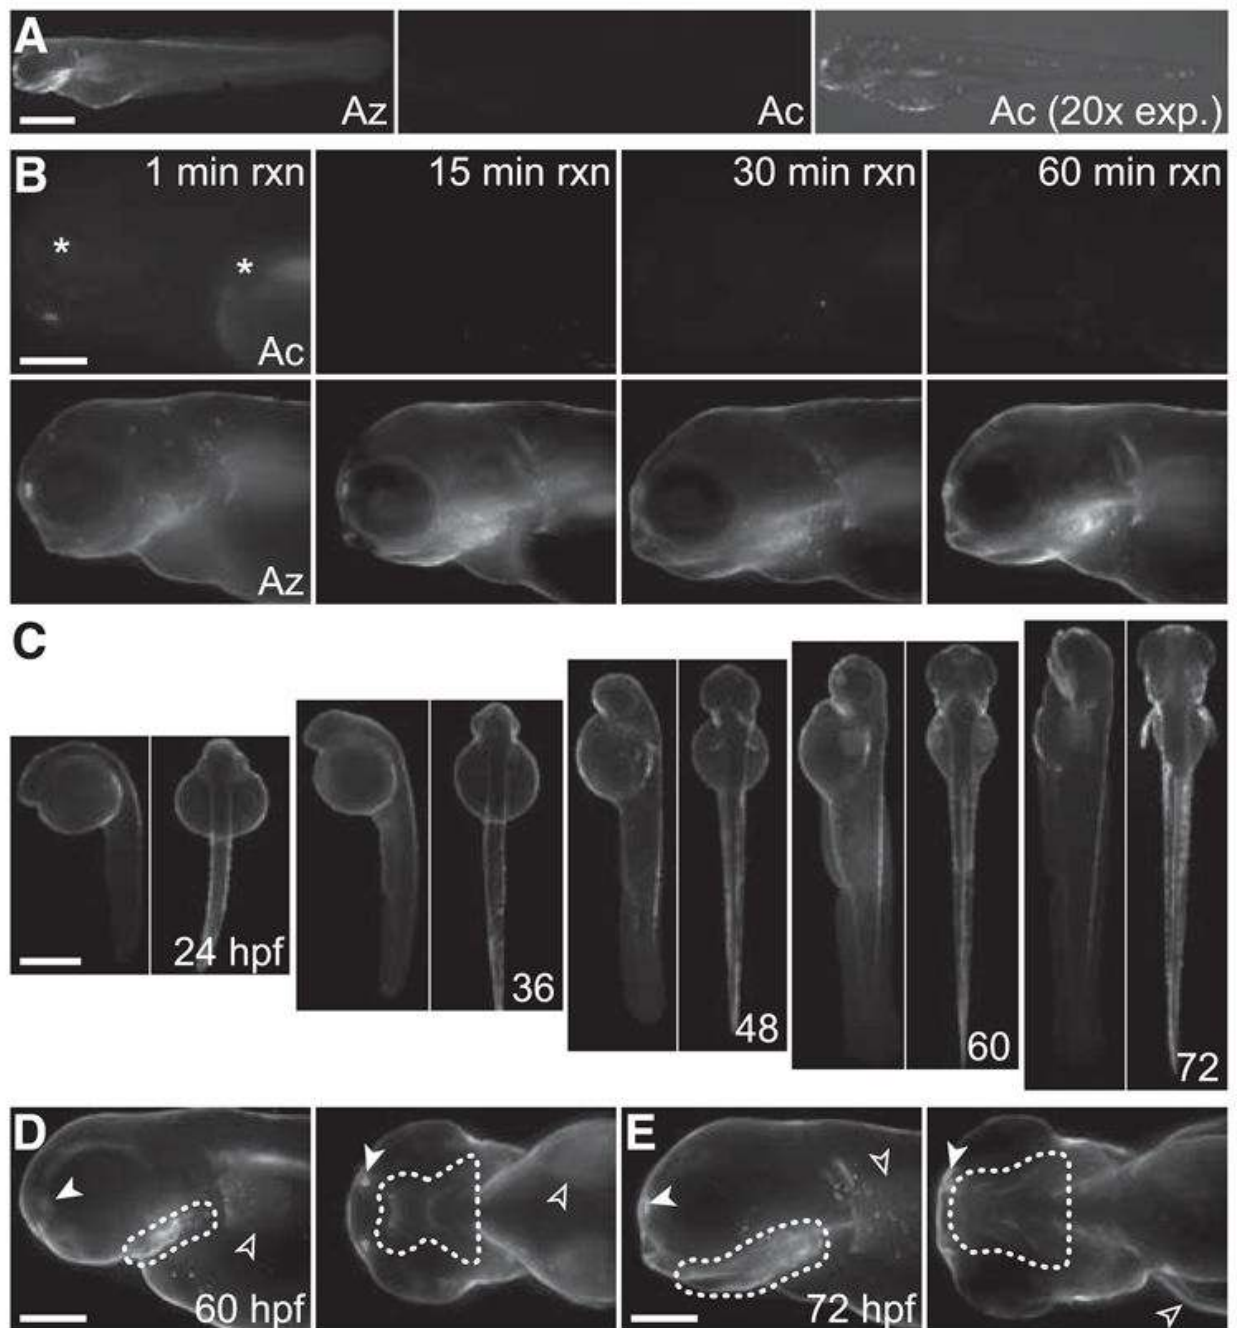 A
Az
Ac
Ac (20x exp.)
B
1 min rxn
15 min rxn
30 min rxn
60 min rxn
*
*
Ac
Az
C
24 hpf
36
48
60
72
D
60 hpf
E
72 hpf